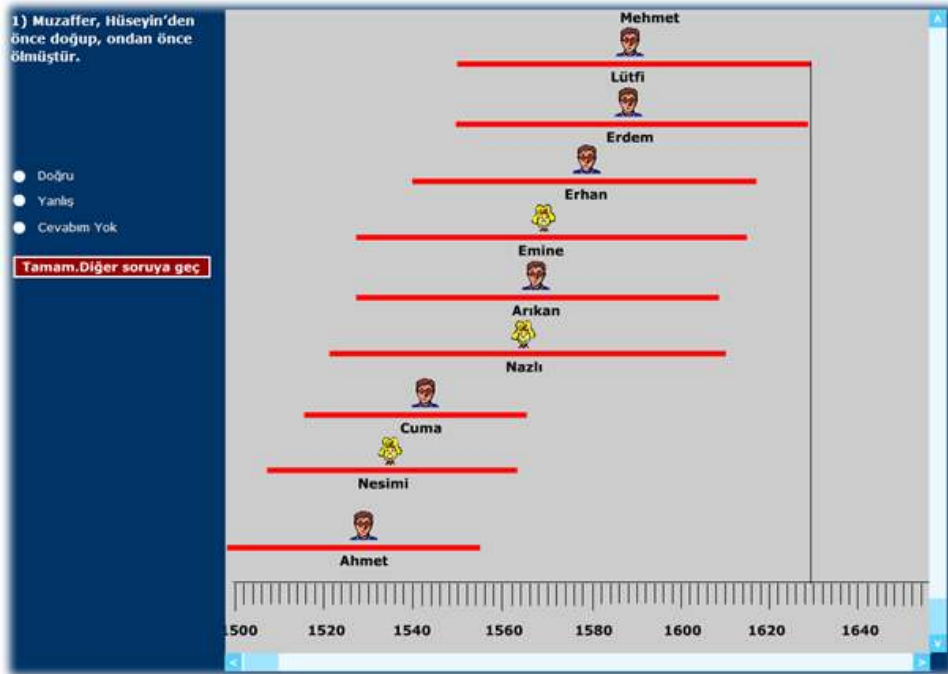 1) Muzaffer, Hüseyin’den
önce doğup, ondan önce
ölmüştür.
Doğru
Yanlış
Cevabım Yok
Tamam.Diğer soruya geç
Mehmet
Lütfi
Erdem
Erhan
Emine
Arıkan
Nazlı
Cuma
Nesimi
Ahmet
1500 1520 1540 1560 1580 1600 1620 1640